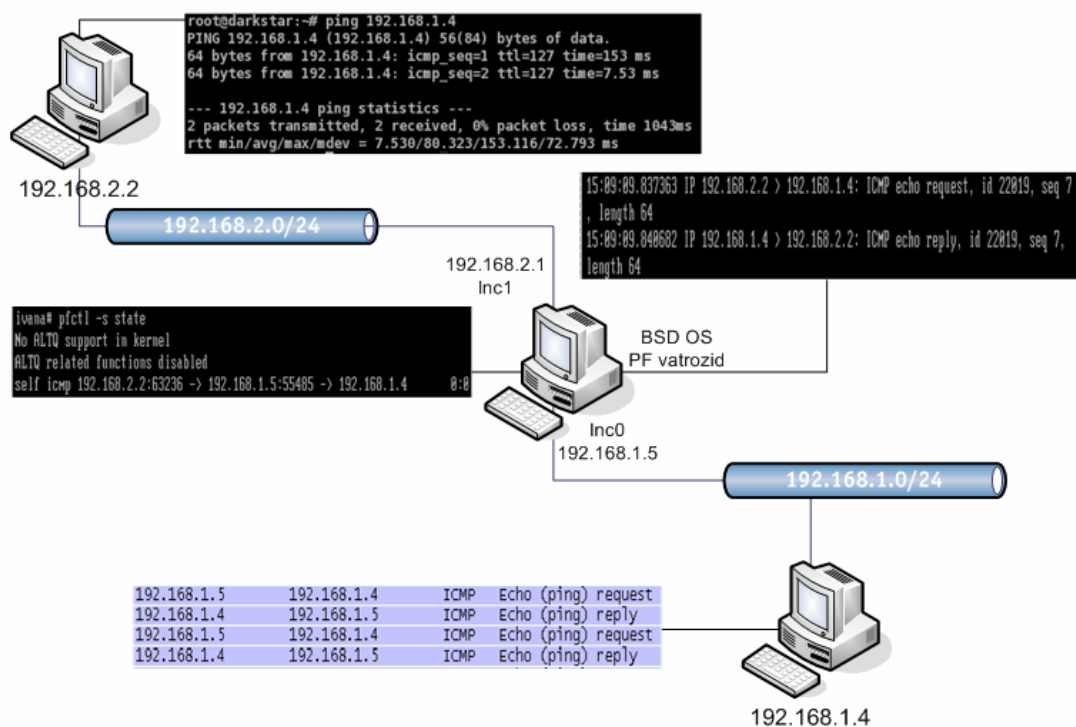 root@darkstar:~# ping 192.168.1.4
PING 192.168.1.4 (192.168.1.4) 56(84) bytes of data.
64 bytes from 192.168.1.4: icmp_seq=1 ttl=127 time=153 ms
64 bytes from 192.168.1.4: icmp_seq=2 ttl=127 time=7.53 ms
--- 192.168.1.4 ping statistics ---
2 packets transmitted, 2 received, 0% packet loss, time 1043ms
rtt min/avg/max/mdev = 7.530/80.323/153.116/72.793 ms
192.168.2.2
15:09:09.837363 IP 192.168.2.2 > 192.168.1.4: ICMP echo request, id 22019, seq 7
, length 64
15:09:09.840682 IP 192.168.1.4 > 192.168.2.2: ICMP echo reply, id 22019, seq 7,
length 64
192.168.2.0/24
192.168.2.1
lnc1
ivana# pfctl -s state
No ALTQ support in kernel
ALTQ related functions disabled
self icmp 192.168.2.2:63236 -> 192.168.1.5:55485 -> 192.168.1.4 0:0
BSD OS
PF vatrozid
lnc0
192.168.1.5
192.168.1.0/24
192.168.1.5 192.168.1.4 ICMP Echo (ping) request
192.168.1.4 192.168.1.5 ICMP Echo (ping) reply
192.168.1.5 192.168.1.4 ICMP Echo (ping) request
192.168.1.4 192.168.1.5 ICMP Echo (ping) reply
192.168.1.4